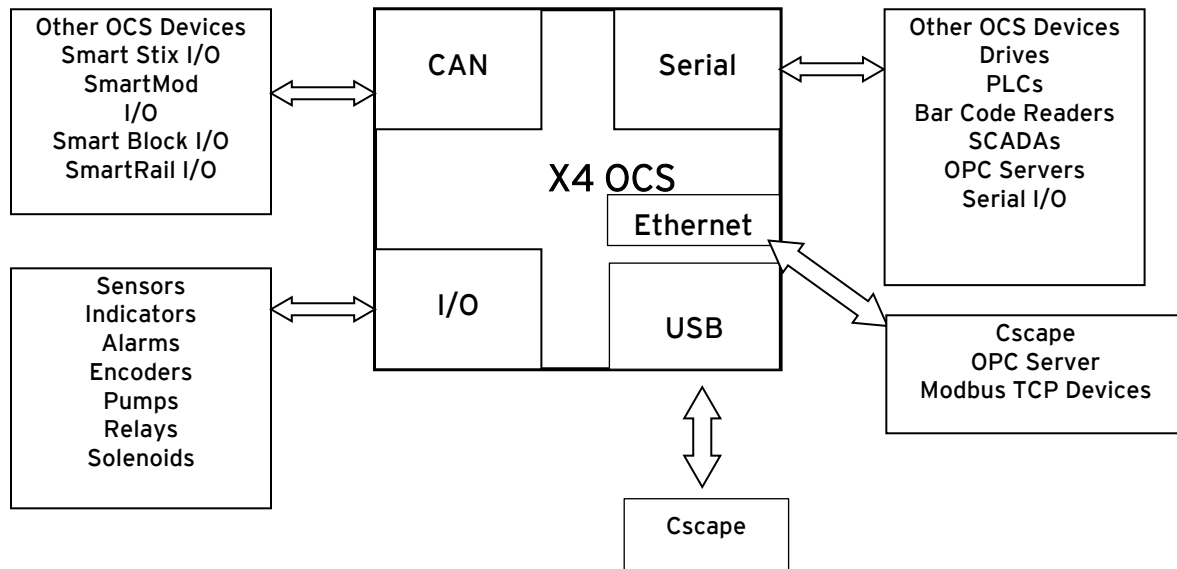 Other OCS Devices
Smart Stix I/O
SmartMod
I/O
Smart Block I/O
SmartRail I/O
CAN
Serial
X4 OCS
Ethernet
I/O
USB
Other OCS Devices
Drives
PLCs
Bar Code Readers
SCADAs
OPC Servers
Serial I/O
Sensors
Indicators
Alarms
Encoders
Pumps
Relays
Solenoids
Cscape
OPC Server
Modbus TCP Devices
Cscape